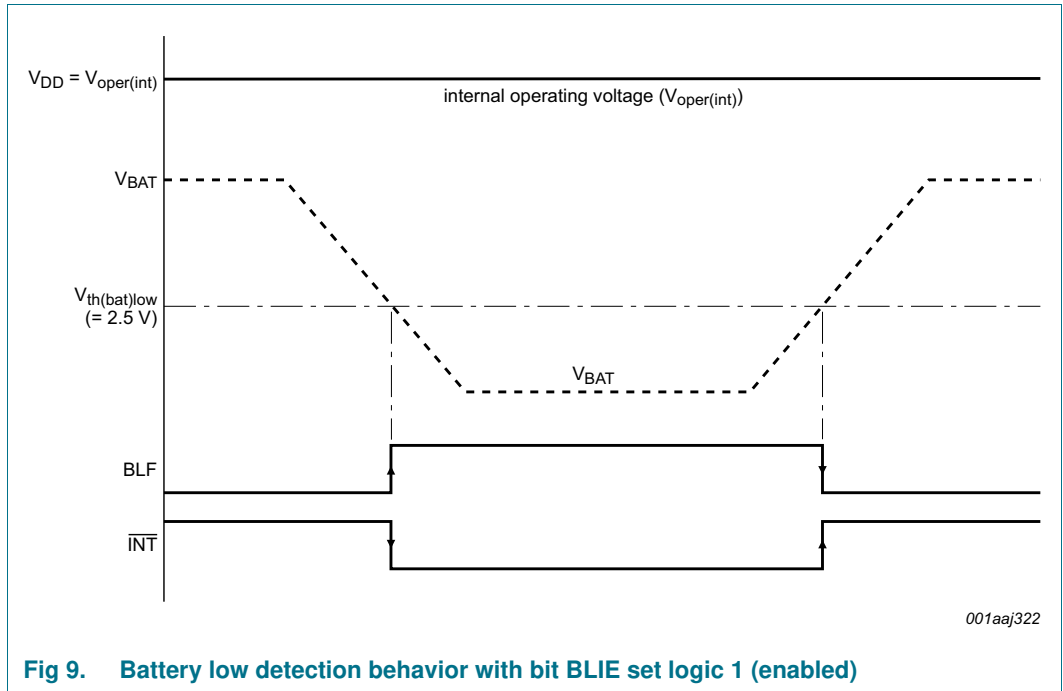 VDD = Voper(int)
internal operating voltage (Voper(int))
VBAT
Vth(bat)low
(= 2.5 V)
VBAT
BLF
INT
001aaj322
Fig 9. Battery low detection behavior with bit BLIE set logic 1 (enabled)